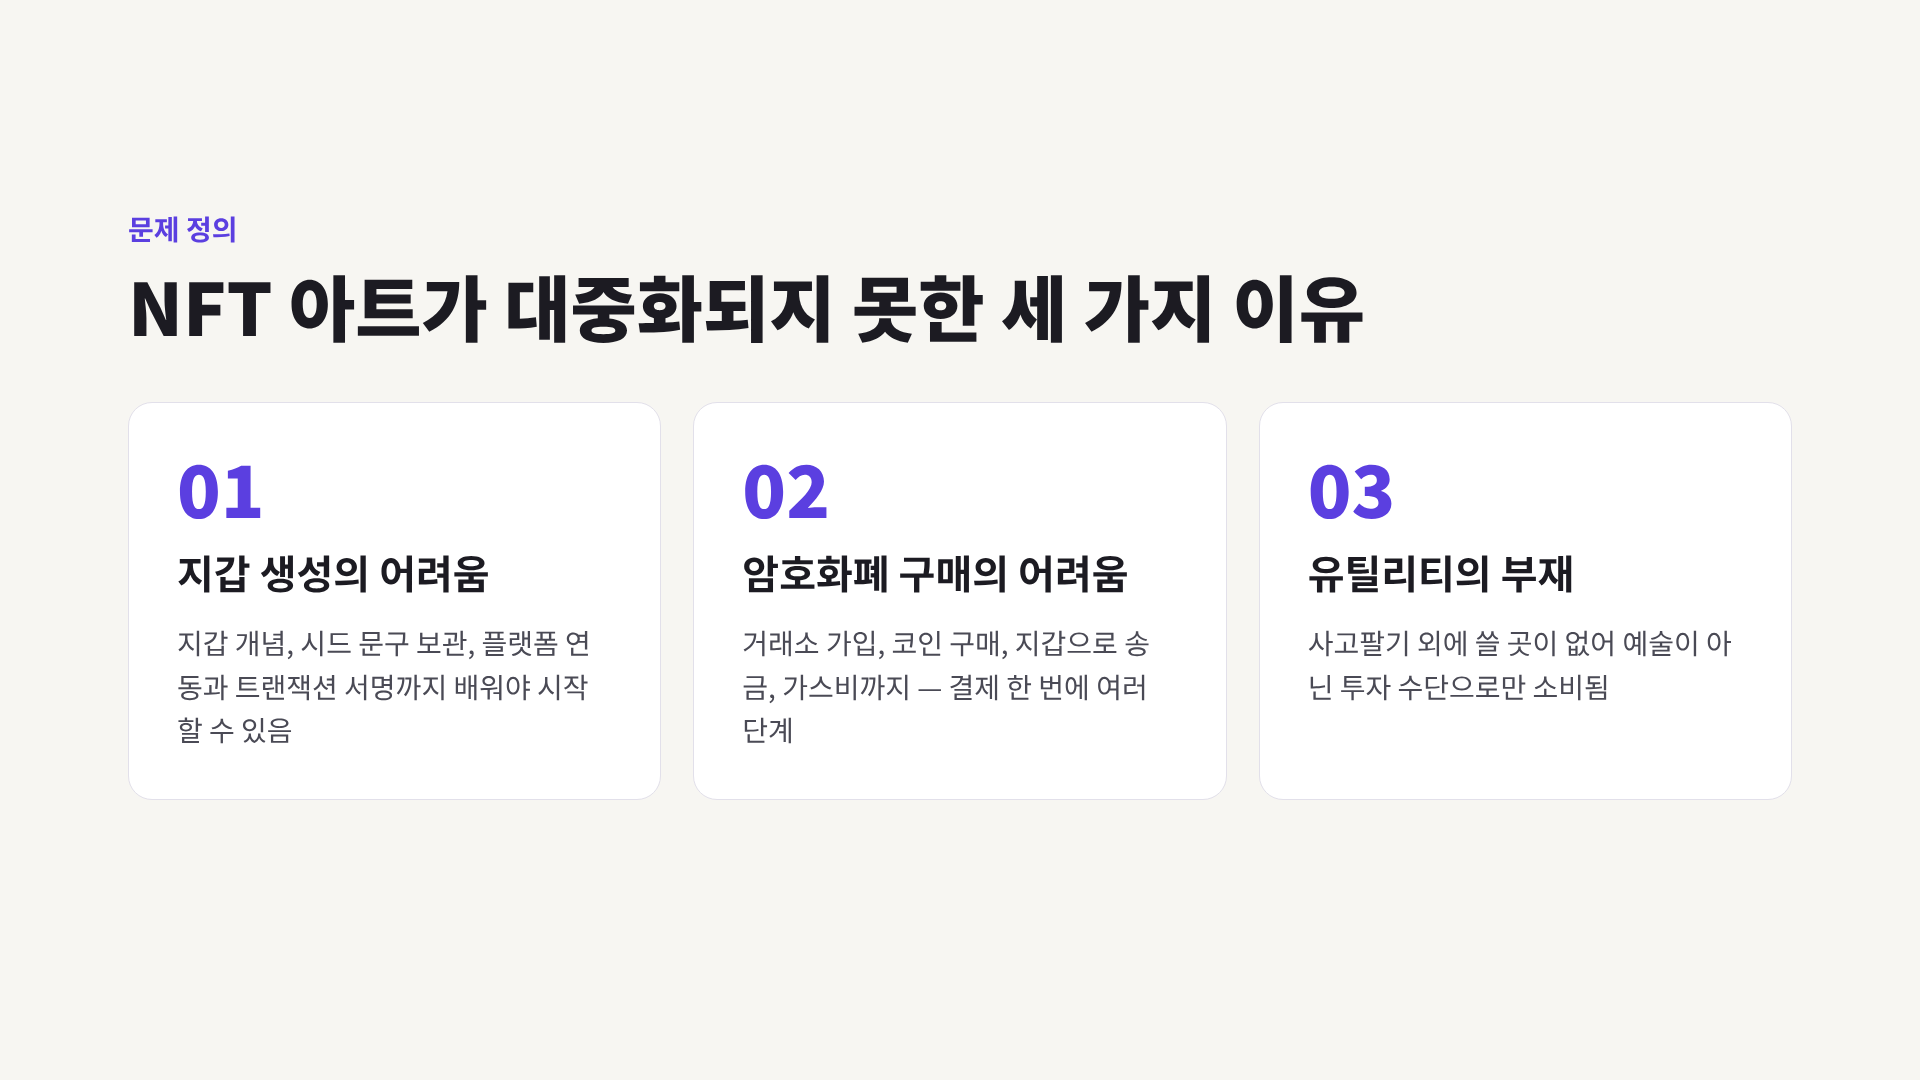 문제 정의
NFT 아트가 대중화되지 못한 세 가지 이유
01
지갑 생성의 어려움
지갑 개념, 시드 문구 보관, 플랫폼 연
동과 트랜잭션 서명까지 배워야 시작
할 수 있음
02
암호화폐 구매의 어려움
거래소 가입, 코인 구매, 지갑으로 송
금, 가스비까지 — 결제 한 번에 여러
단계
03
유틸리티의 부재
사고팔기 외에 쓸 곳이 없어 예술이 아
닌 투자 수단으로만 소비됨